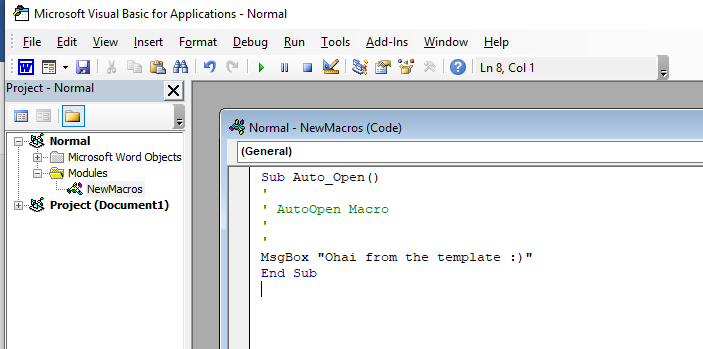 Microsoft Visual Basic for Applications - Normal
File Edit View Insert Format Debug Run Tools Add-Ins Window Help
Ln 8, Col 1
Project - Normal
Normal
Microsoft Word Objects
Modules
NewMacros
Project (Document1)
Normal - NewMacros (Code)
(General)
Sub Auto_Open()
'
' AutoOpen Macro
'
'
MsgBox "Ohai from the template :)"
End Sub